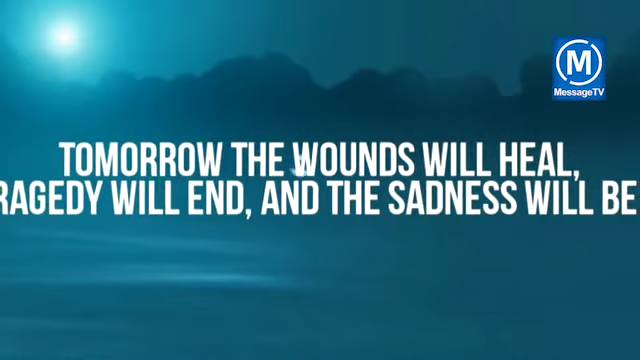 TOMORROW THE WOUNDS WILL HEAL,
RAGEDY WILL END, AND THE SADNESS WILL BE
M
MessageTV